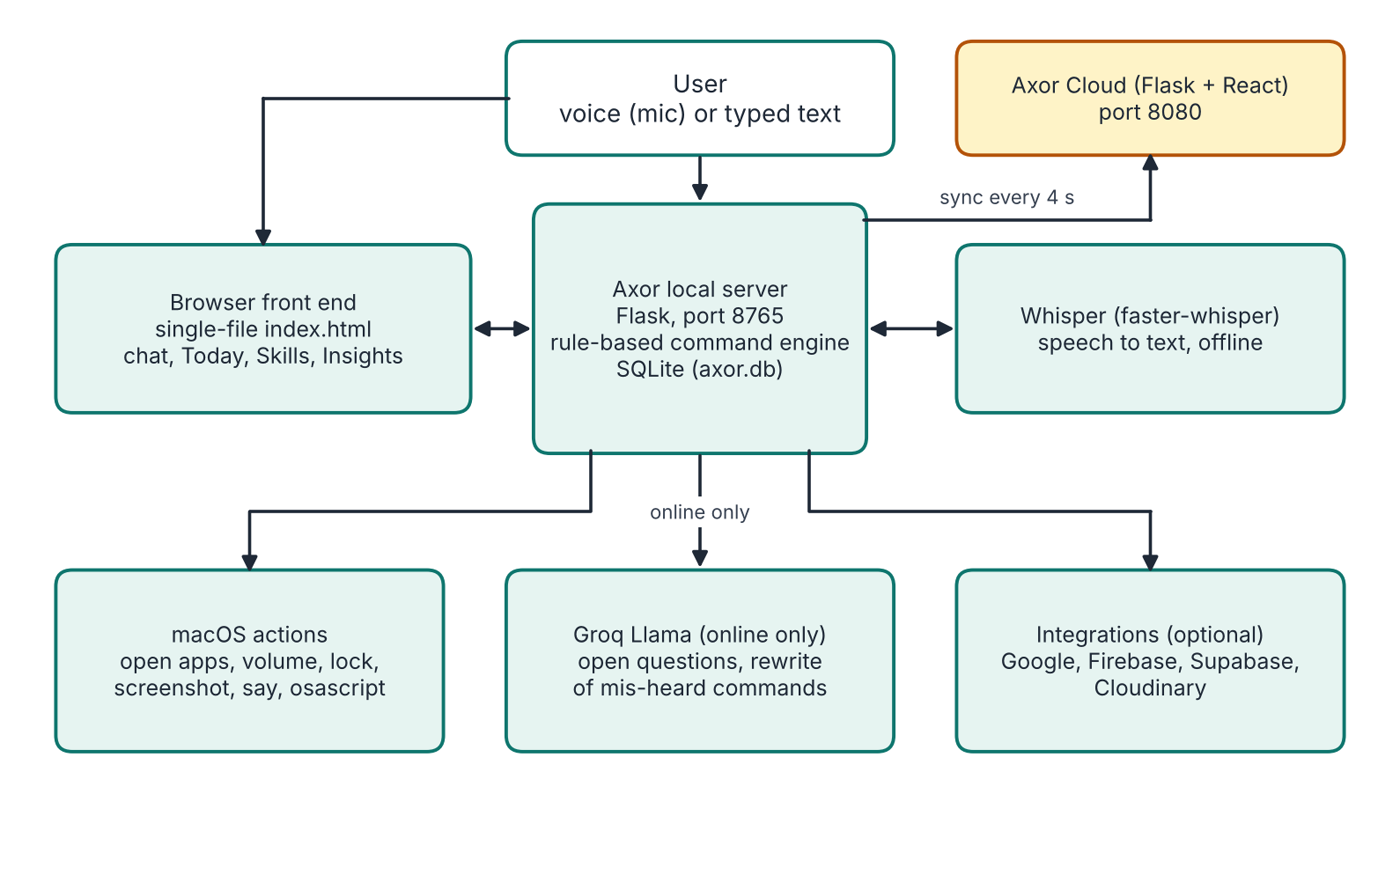 User
voice (mic) or typed text
Axor Cloud (Flask + React)
port 8080
sync every 4 s
Browser front end
single-file index.html
chat, Today, Skills, Insights
Axor local server
Flask, port 8765
rule-based command engine
SQLite (axor.db)
Whisper (faster-whisper)
speech to text, offline
online only
macOS actions
open apps, volume, lock,
screenshot, say, osascript
Groq Llama (online only)
open questions, rewrite
of mis-heard commands
Integrations (optional)
Google, Firebase, Supabase,
Cloudinary